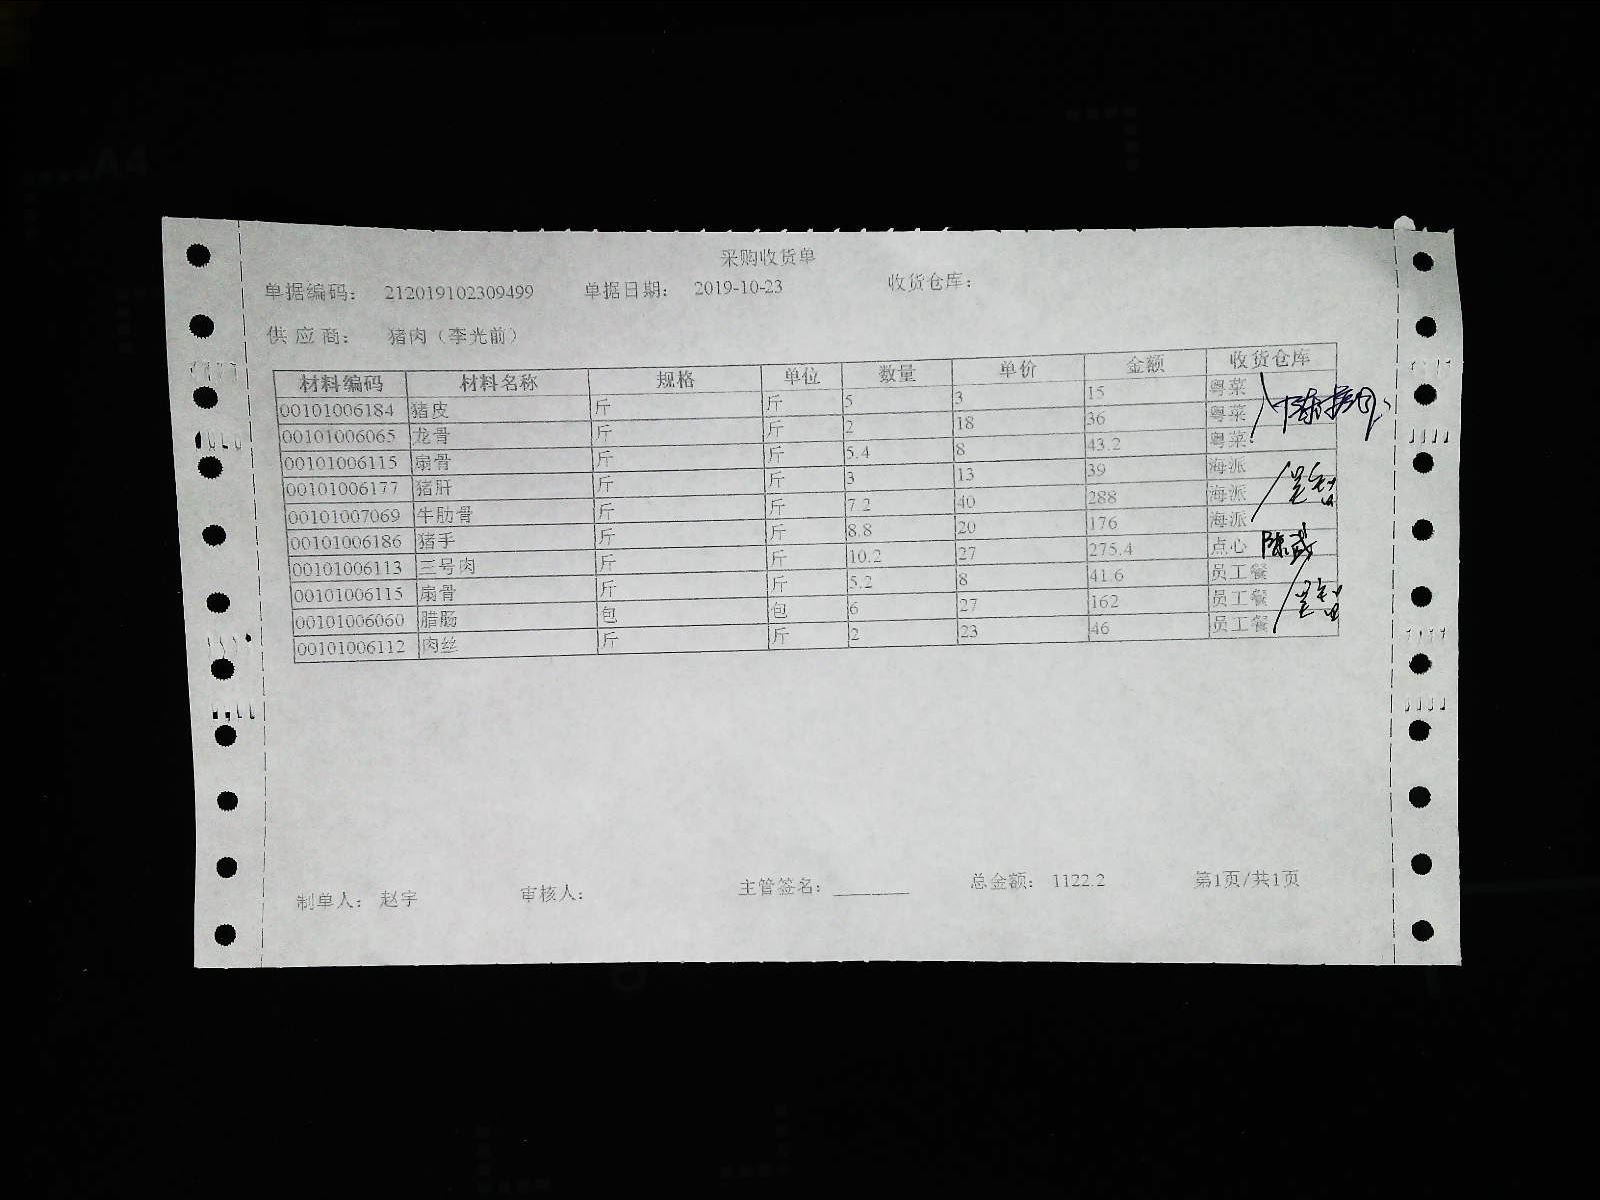 采购收货单
单据编码： 212019102309499 单据日期： 2019-10-23 收货仓库：
供 应 商： 猪肉（李光前）
材料编码 材料名称 规格 单位 数量 单价 金额 收货仓库
00101006184 猪皮 斤 斤 5 3 15 粤菜
00101006065 龙骨 斤 斤 2 18 36 粤菜
00101006115 扇骨 斤 斤 5.4 8 43.2 粤菜
00101006177 猪肝 斤 斤 3 13 39 海派
00101007069 牛肋骨 斤 斤 7.2 40 288 海派
00101006186 猪手 斤 斤 8.8 20 176 海派
00101006113 三号肉 斤 斤 10.2 27 275.4 点心
00101006115 扇骨 斤 斤 5.2 8 41.6 员工餐
00101006060 腊肠 包 包 6 27 162 员工餐
00101006112 肉丝 斤 斤 2 23 46 员工餐
制单人： 赵宇 审核人： 主管签名： 总金额： 1122.2 第1页/共1页